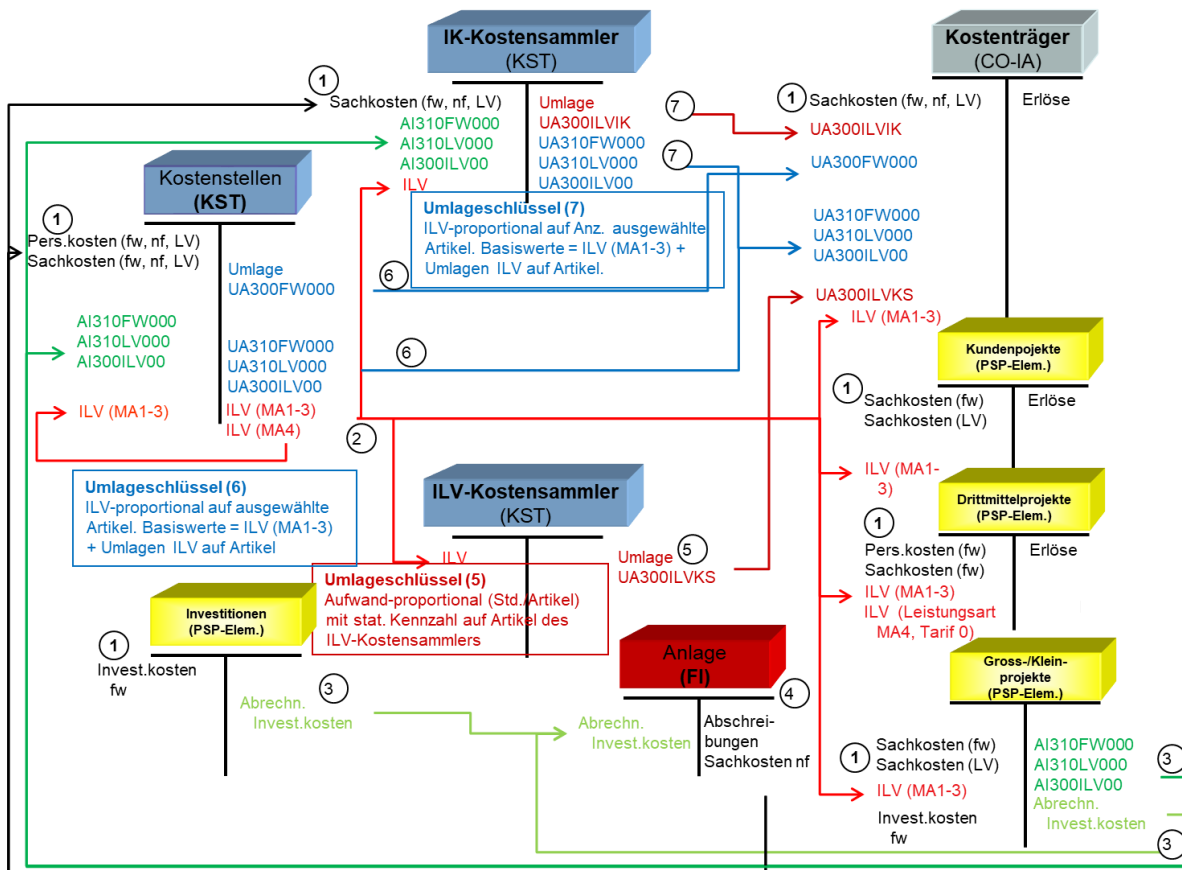 IK-Kostensammler
(KST)
1
Sachkosten (fw, nf, LV)
AI310FW000
AI310LV000
AI300ILV00
ILV
Umlage
UA300ILVIK
UA310FW000
UA310LV000
UA300ILV00
7
7
Umlageschlüssel (7)
ILV-proportional auf Anz. ausgewählte
Artikel. Basiswerte = ILV (MA1-3) +
Umlagen ILV auf Artikel.
Kostenträger
(CO-IA)
1
Sachkosten (fw, nf, LV)
Erlöse
UA300ILVIK
UA300FW000
UA310FW000
UA310LV000
UA300ILV00
UA300ILVKS
ILV (MA1-3)
Kostenstellen
(KST)
1
Pers.kosten (fw, nf, LV)
Sachkosten (fw, nf, LV)
Umlage
UA300FW000
AI310FW000
AI310LV000
AI300ILV00
UA310FW000
UA310LV000
UA300ILV00
ILV (MA1-3)
ILV (MA1-3)
ILV (MA4)
6
6
2
Umlageschlüssel (6)
ILV-proportional auf ausgewählte
Artikel. Basiswerte = ILV (MA1-3)
+ Umlagen ILV auf Artikel
ILV-Kostensammler
(KST)
ILV
Umlage
UA300ILVKS
5
Umlageschlüssel (5)
Aufwand-proportional (Std./Artikel)
mit stat. Kennzahl auf Artikel des
ILV-Kostensammlers
Kundenpojekte
(PSP-Elem.)
1
Sachkosten (fw)
Sachkosten (LV)
Erlöse
ILV (MA1-
3)
Drittmittelprojekte
(PSP-Elem.)
1
Pers.kosten (fw)
Sachkosten (fw)
Erlöse
ILV (MA1-3)
ILV (Leistungsart
MA4, Tarif 0)
Investitionen
(PSP-Elem.)
1
Invest.kosten
fw
3
Abrechn.
Invest.kosten
Anlage
(FI)
4
Abrechn.
Invest.kosten
Abschrei-
bungen
Sachkosten nf
Gross-/Klein-
projekte
(PSP-Elem.)
1
Sachkosten (fw)
Sachkosten (LV)
ILV (MA1-3)
Invest.kosten
fw
AI310FW000
AI310LV000
AI300ILV00
Abrechn.
Invest.kosten
3
3